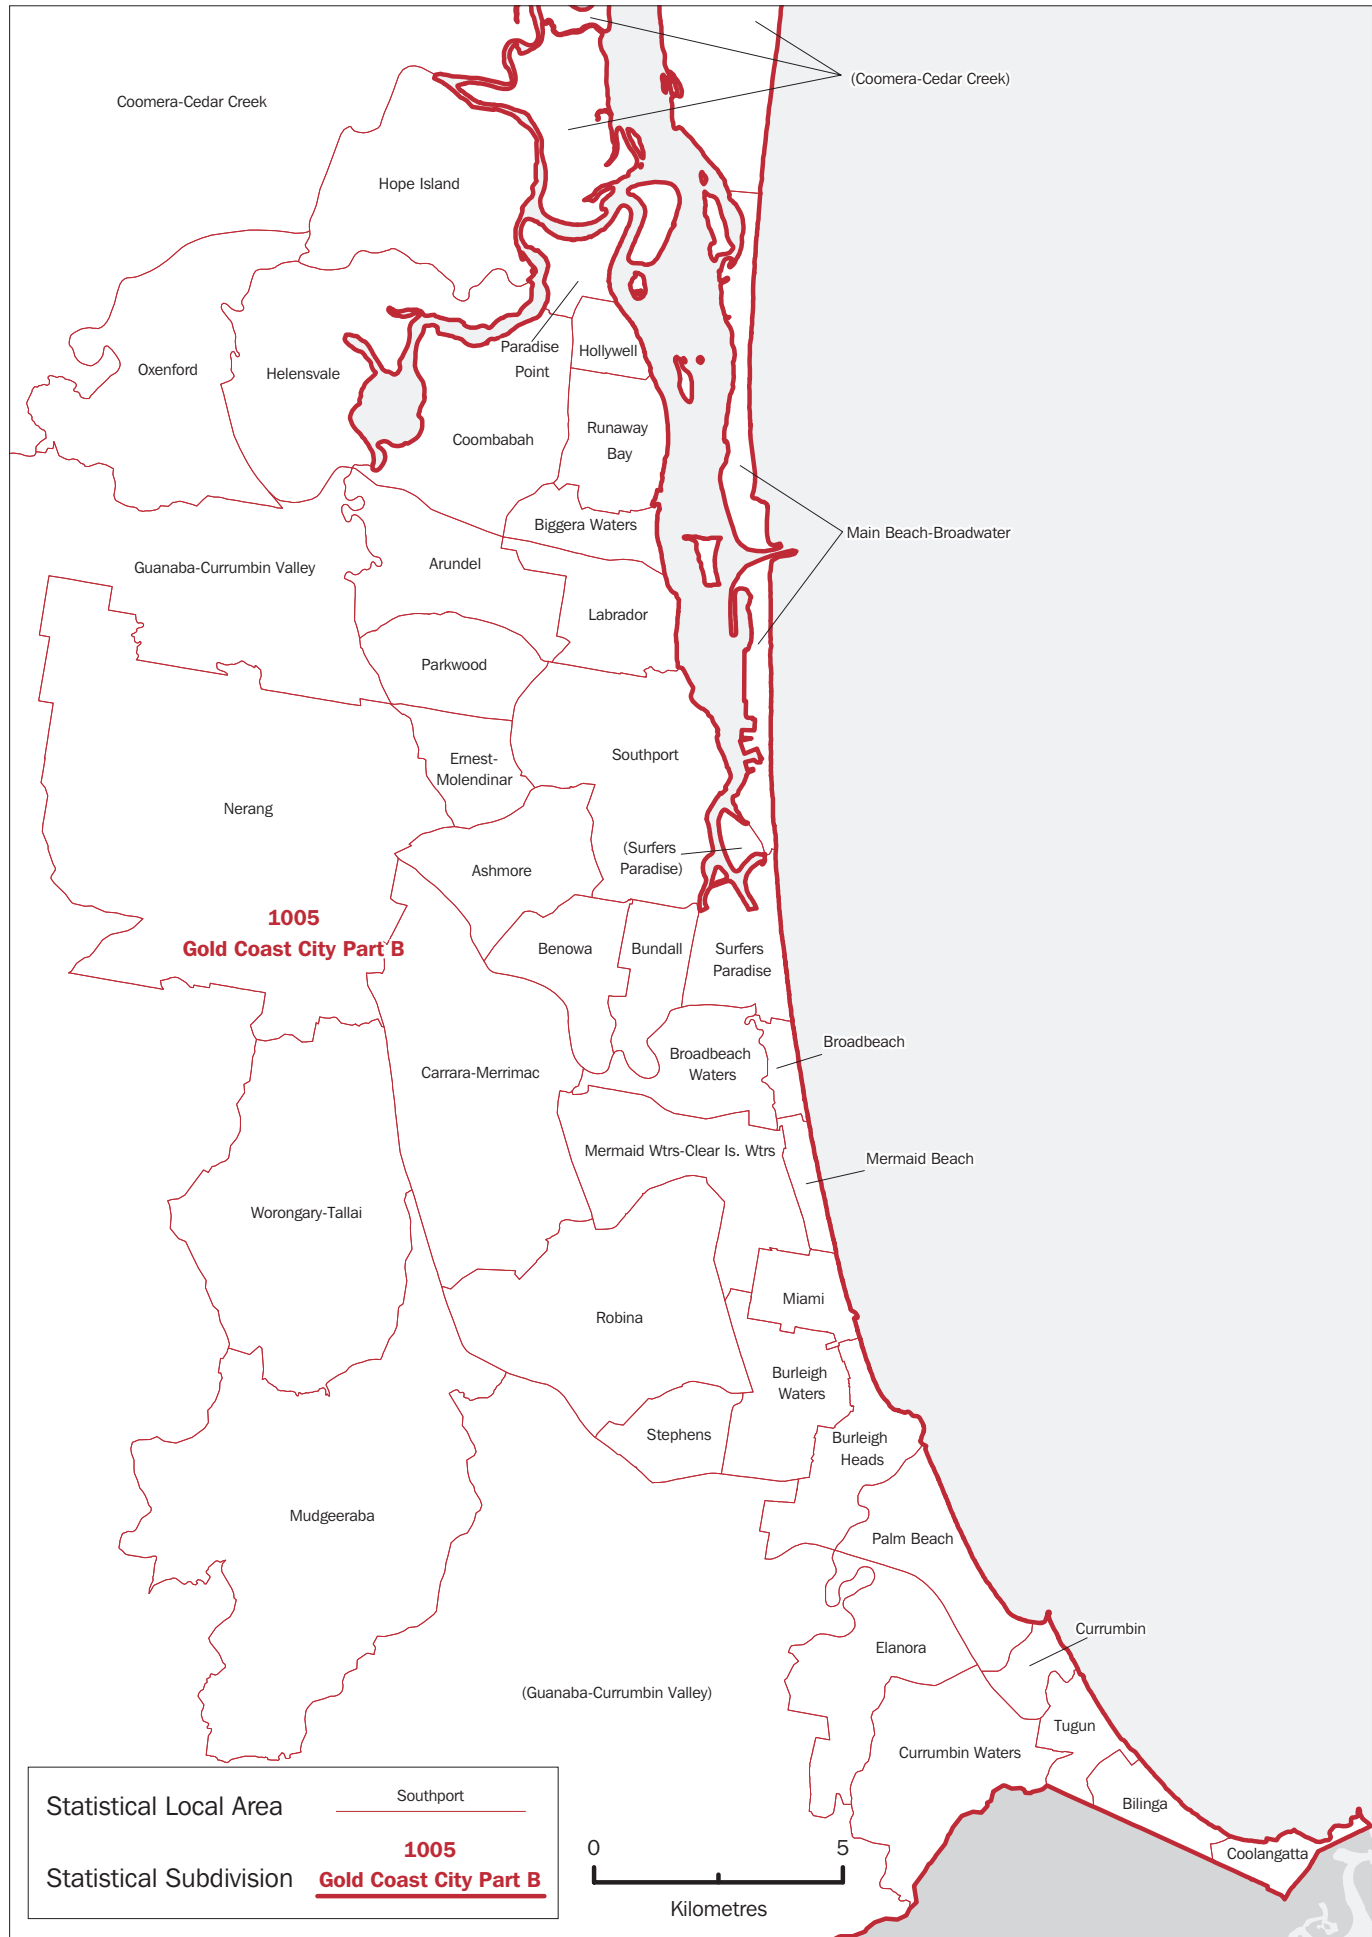 (Coomera-Cedar Creek)
Coomera-Cedar Creek
Hope Island
Paradise
Point
Hollywell
Oxenford
Helensvale
Runaway
Bay
Coombabah
Biggera Waters
Main Beach-Broadwater
Guanaba-Currumbin Valley
Arundel
Labrador
Parkwood
Southport
Ernest-
Molendinar
Nerang
(Surfers
Paradise)
Ashmore
1005
Gold Coast City Part B
Benowa
Bundall
Surfers
Paradise
Broadbeach
Broadbeach
Waters
Carrara-Merrimac
Mermaid Wtrs-Clear Is. Wtrs
Mermaid Beach
Worongary-Tallai
Miami
Robina
Burleigh
Waters
Stephens
Burleigh
Heads
Mudgeeraba
Palm Beach
Currumbin
Elanora
(Guanaba-Currumbin Valley)
Tugun
Currumbin Waters
Bilinga
Coolangatta
Statistical Local Area
Southport
Statistical Subdivision
1005
Gold Coast City Part B
0
5
Kilometres